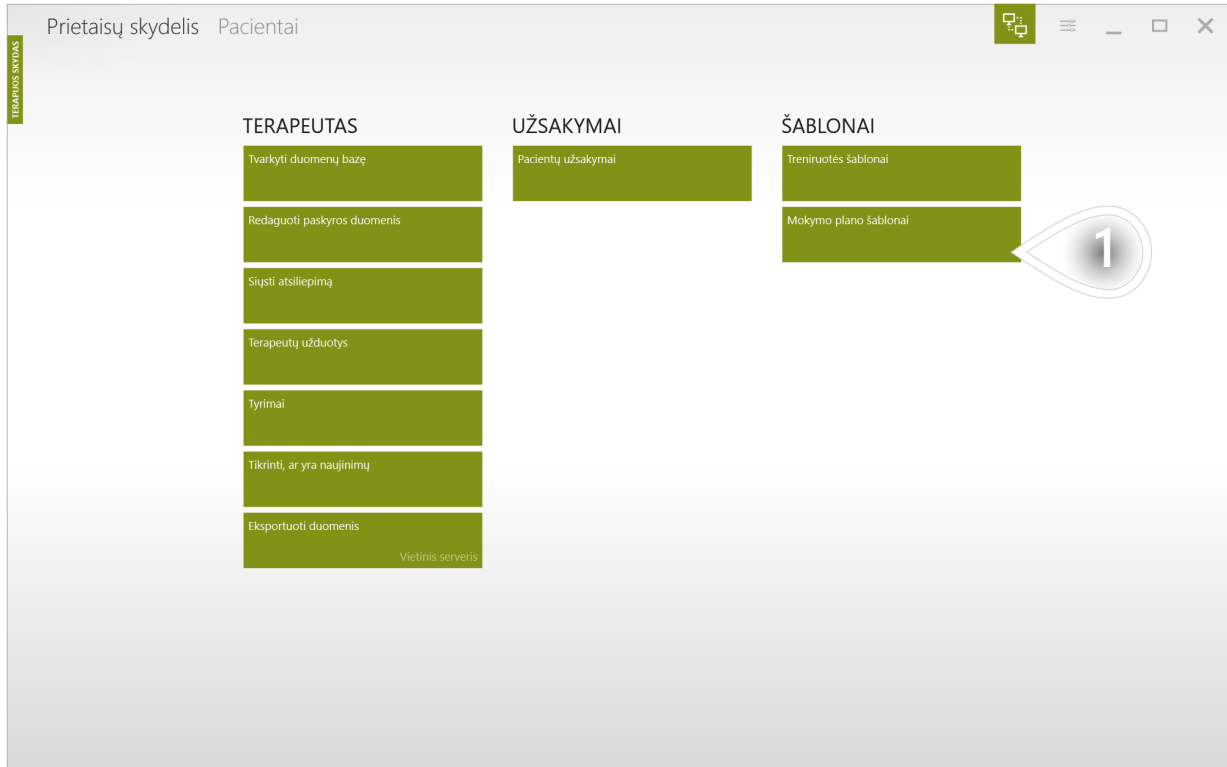 Prietaisų skydelis Pacientai
TERAPIJOS SKYDAS
TERAPEUTAS
Tvarkyti duomenų bazę
Redaguoti paskyros duomenis
Siųsti atsiliepimą
Terapeutų užduotys
Tyrimai
Tikrinti, ar yra naujinimų
Eksportuoti duomenis
Vietinis serveris
UŽSAKYMAI
Pacientų užsakymai
ŠABLONAI
Treniruotės šablonai
Mokymo plano šablonai
1